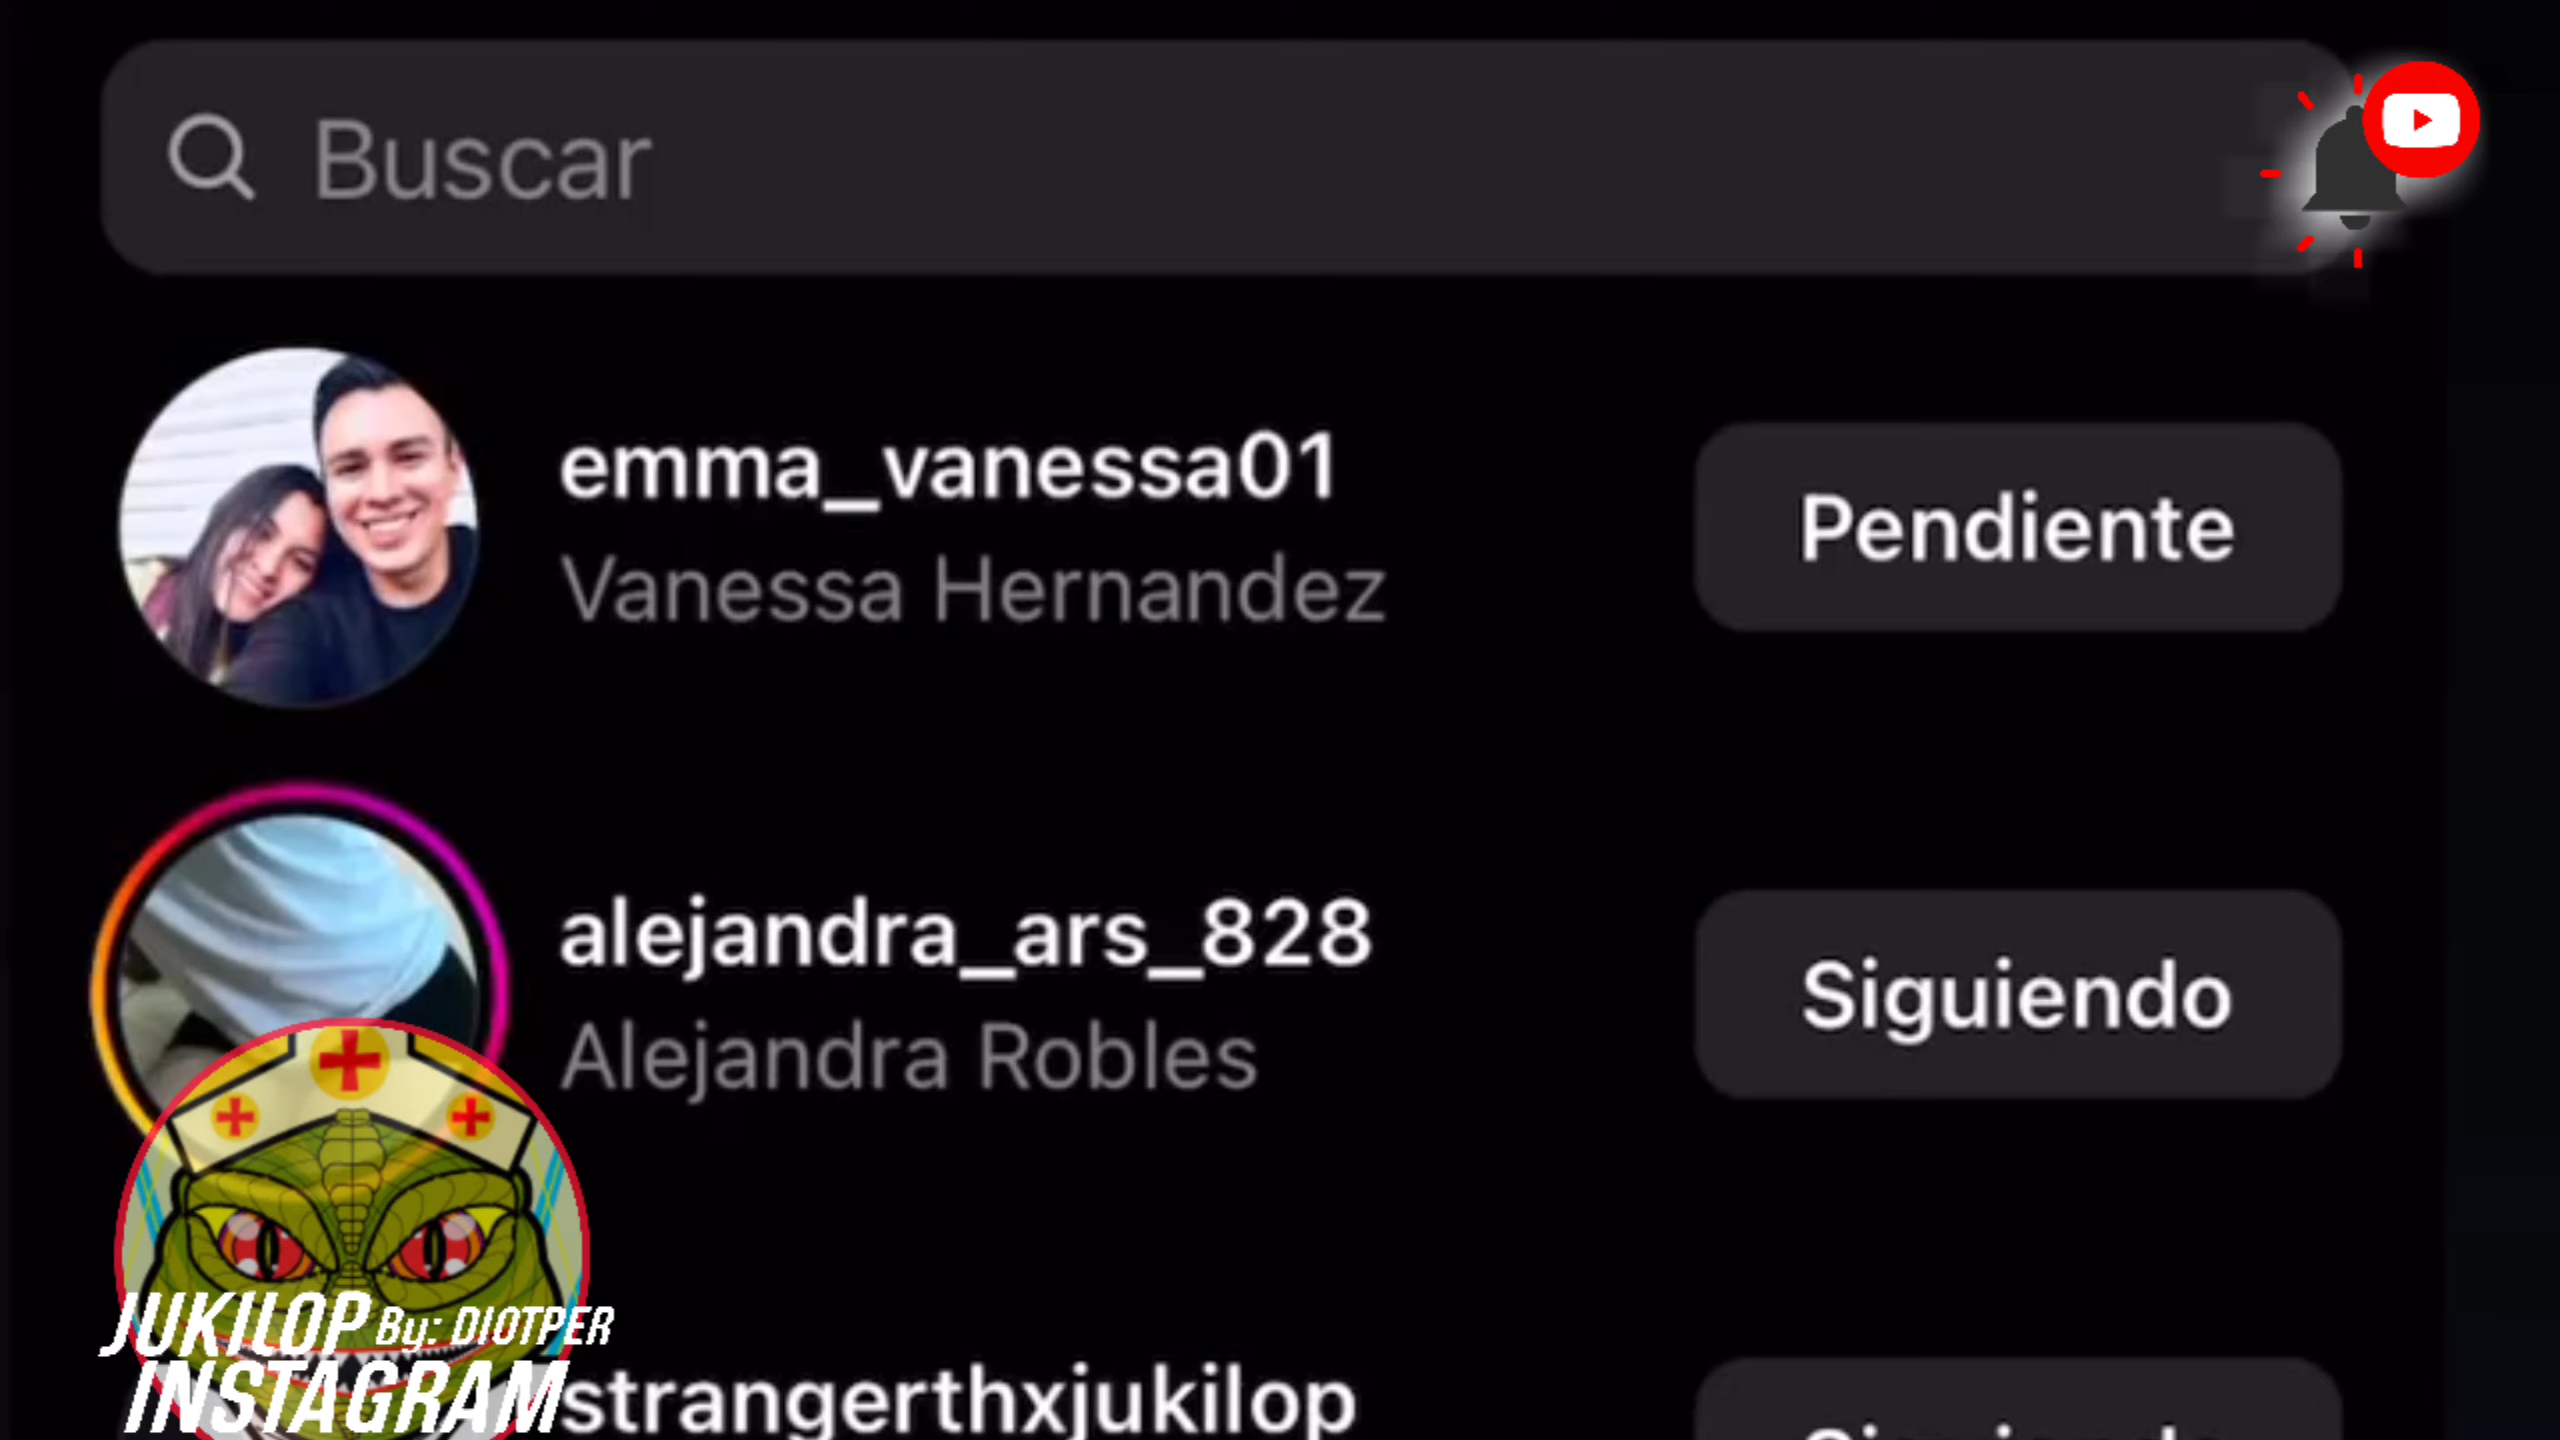 Buscar
emma_vanessa01
Vanessa Hernandez
Pendiente
alejandra_ars_828
Alejandra Robles
Siguiendo
JUKILOP By: DIOTPER
INSTAGRAM
strangerthxjukilop